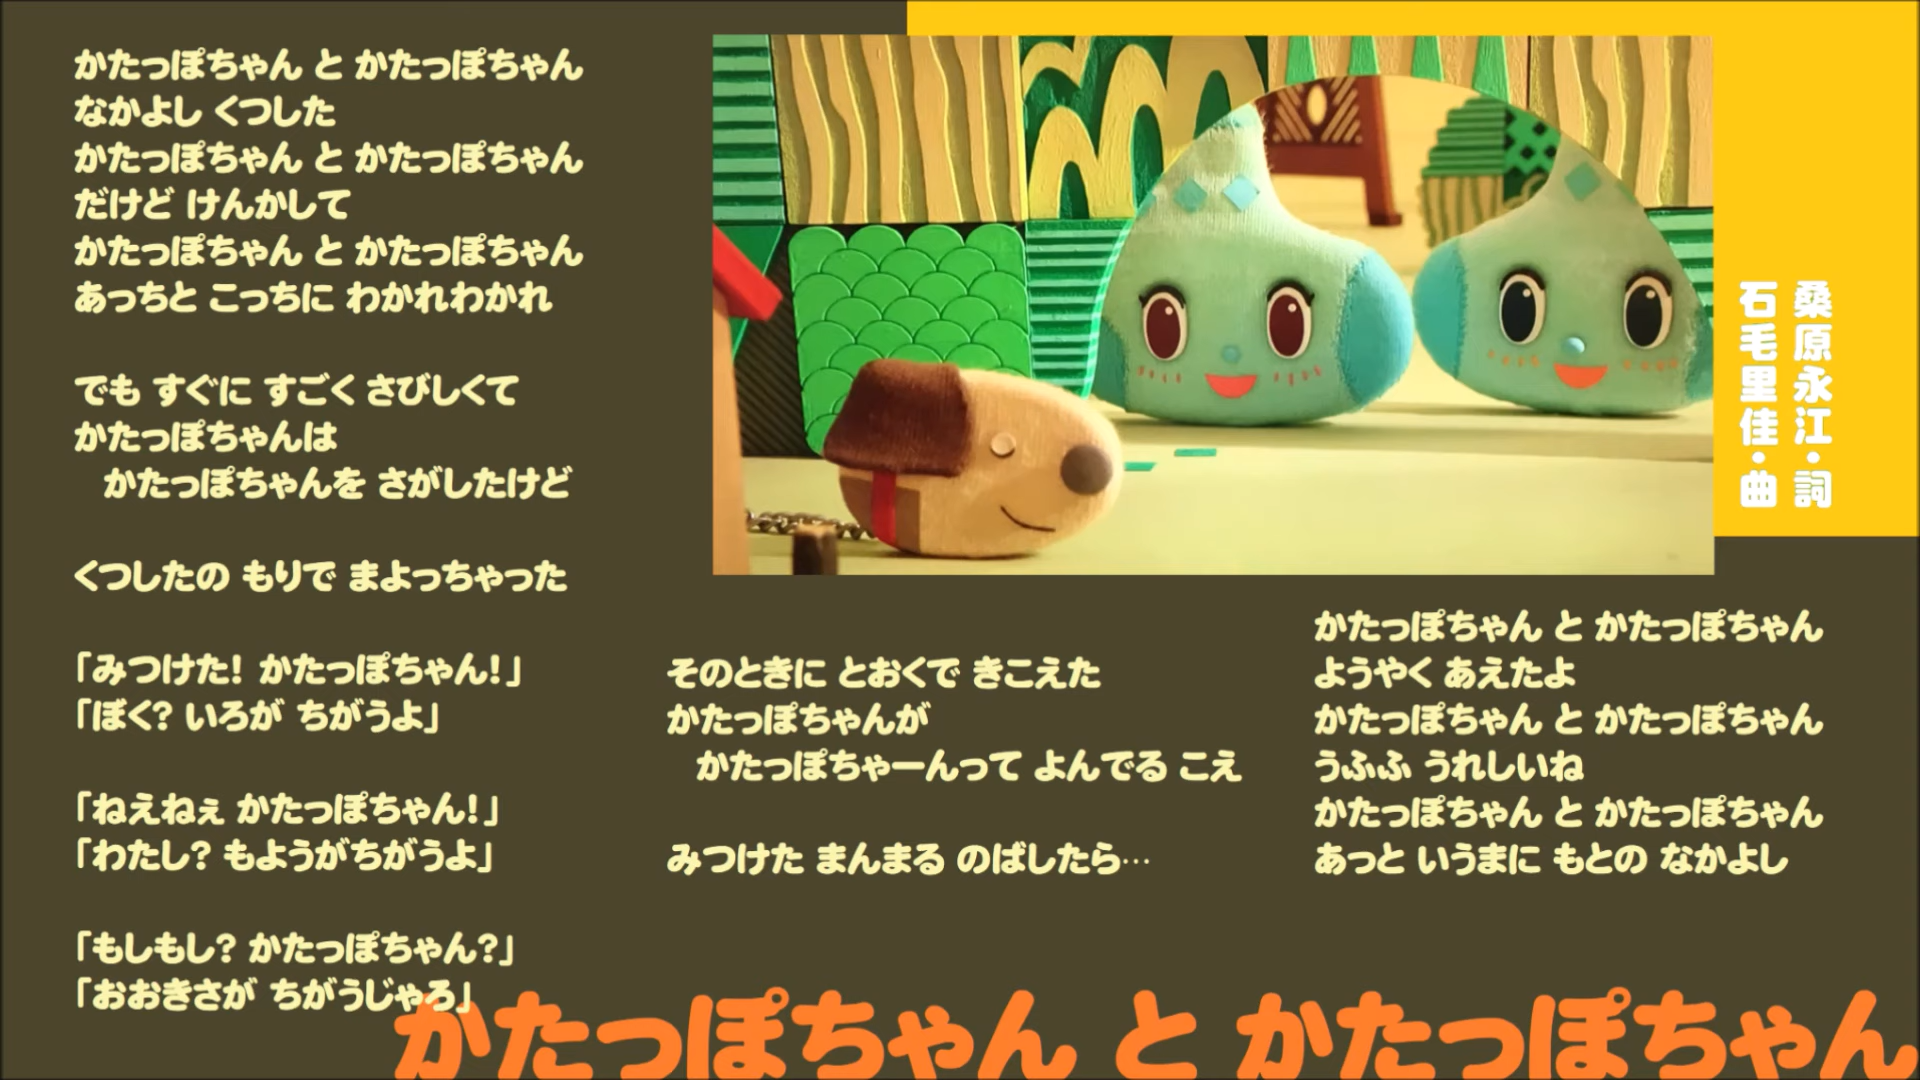 かたっぽちゃん と かたっぽちゃん
なかよし くつした
かたっぽちゃん と かたっぽちゃん
だけど けんかして
かたっぽちゃん と かたっぽちゃん
あっちと こっちに わかれわかれ
でも すぐに すごく さびしくて
かたっぽちゃんは
かたっぽちゃんを さがしたけど
くつしたの もりで まよっちゃった
「みつけた! かたっぽちゃん!」
「ぼく? いろが ちがうよ」
「ねえねぇ かたっぽちゃん!」
「わたし? もようがちがうよ」
「もしもし? かたっぽちゃん?」
「おおきさが ちがうじゃろ」
そのときに とおくで きこえた
かたっぽちゃんが
かたっぽちゃーんって よんでる こえ
みつけた まんまる のばしたら…
かたっぽちゃん と かたっぽちゃん
ようやく あえたよ
かたっぽちゃん と かたっぽちゃん
うふふ うれしいね
かたっぽちゃん と かたっぽちゃん
あっと いうまに もとの なかよし
桑原永江・詞
石毛里佳・曲
かたっぽちゃん と かたっぽちゃん